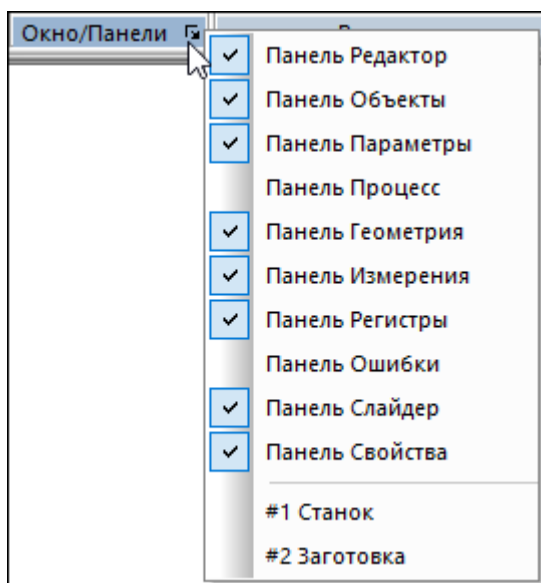 Окно/Панели
Панель Редактор
Панель Объекты
Панель Параметры
Панель Процесс
Панель Геометрия
Панель Измерения
Панель Регистры
Панель Ошибки
Панель Слайдер
Панель Свойства
#1 Станок
#2 Заготовка